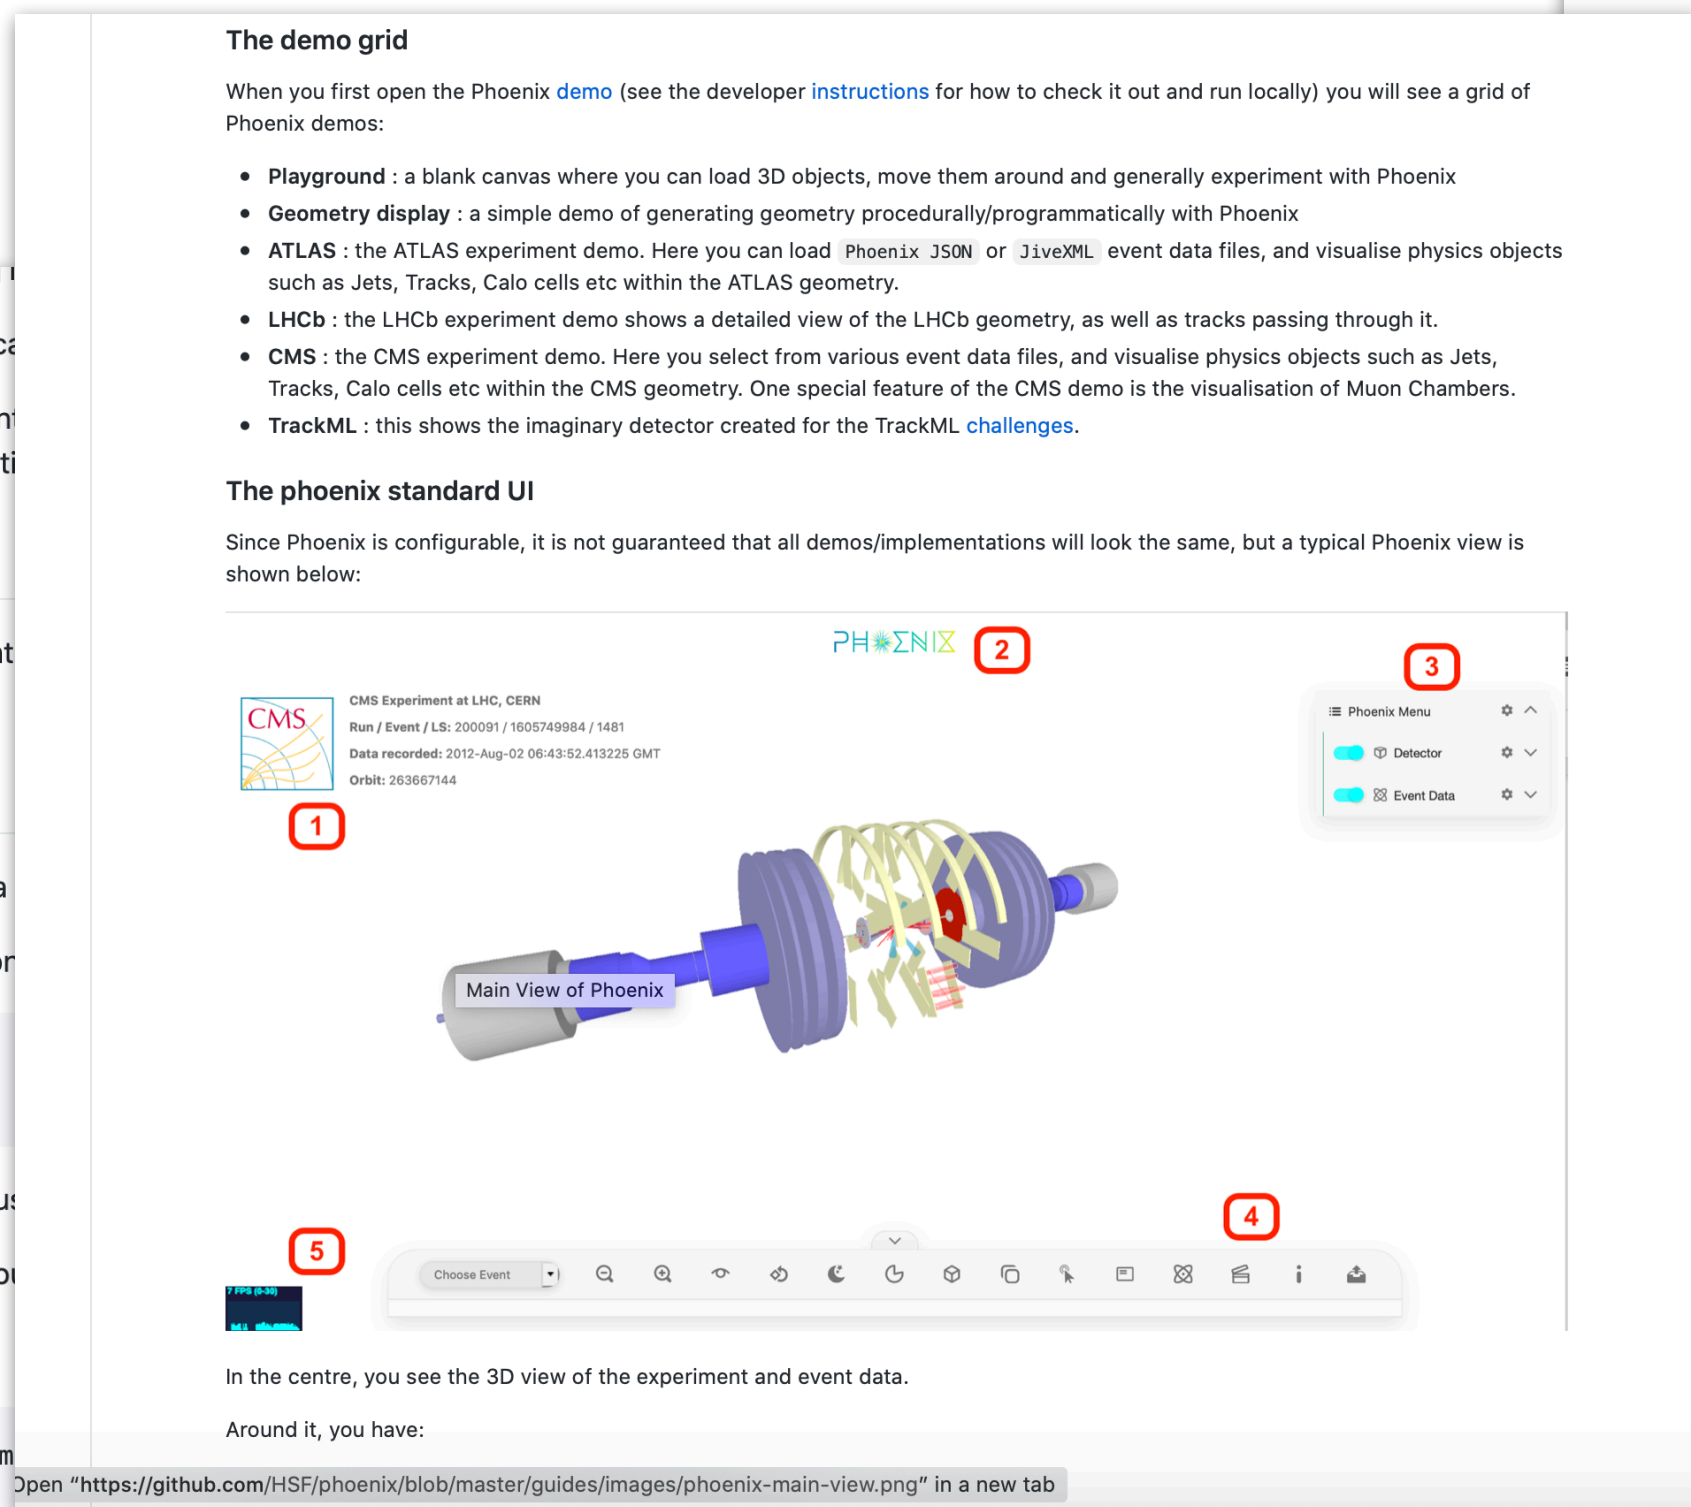 The demo grid
When you first open the Phoenix demo (see the developer instructions for how to check it out and run locally) you will see a grid of
Phoenix demos:
• Playground : a blank canvas where you can load 3D objects, move them around and generally experiment with Phoenix
• Geometry display : a simple demo of generating geometry procedurally/programmatically with Phoenix
• ATLAS : the ATLAS experiment demo. Here you can load Phoenix JSON or JiveXML event data files, and visualise physics objects
such as Jets, Tracks, Calo cells etc within the ATLAS geometry.
• LHCb : the LHCb experiment demo shows a detailed view of the LHCb geometry, as well as tracks passing through it.
• CMS : the CMS experiment demo. Here you select from various event data files, and visualise physics objects such as Jets,
Tracks, Calo cells etc within the CMS geometry. One special feature of the CMS demo is the visualisation of Muon Chambers.
• TrackML : this shows the imaginary detector created for the TrackML challenges.
The phoenix standard UI
Since Phoenix is configurable, it is not guaranteed that all demos/implementations will look the same, but a typical Phoenix view is
shown below:
PHOENIX
2
3
CMS
CMS Experiment at LHC, CERN
Run / Event / LS: 200091 / 1605749984 / 1481
Data recorded: 2012-Aug-02 06:43:52.413225 GMT
Orbit: 263667144
1
Phoenix Menu
Detector
Event Data
Main View of Phoenix
4
5
Choose Event
7 FPS (0-30)
In the centre, you see the 3D view of the experiment and event data.
Around it, you have:
Open “https://github.com/HSF/phoenix/blob/master/guides/images/phoenix-main-view.png” in a new tab